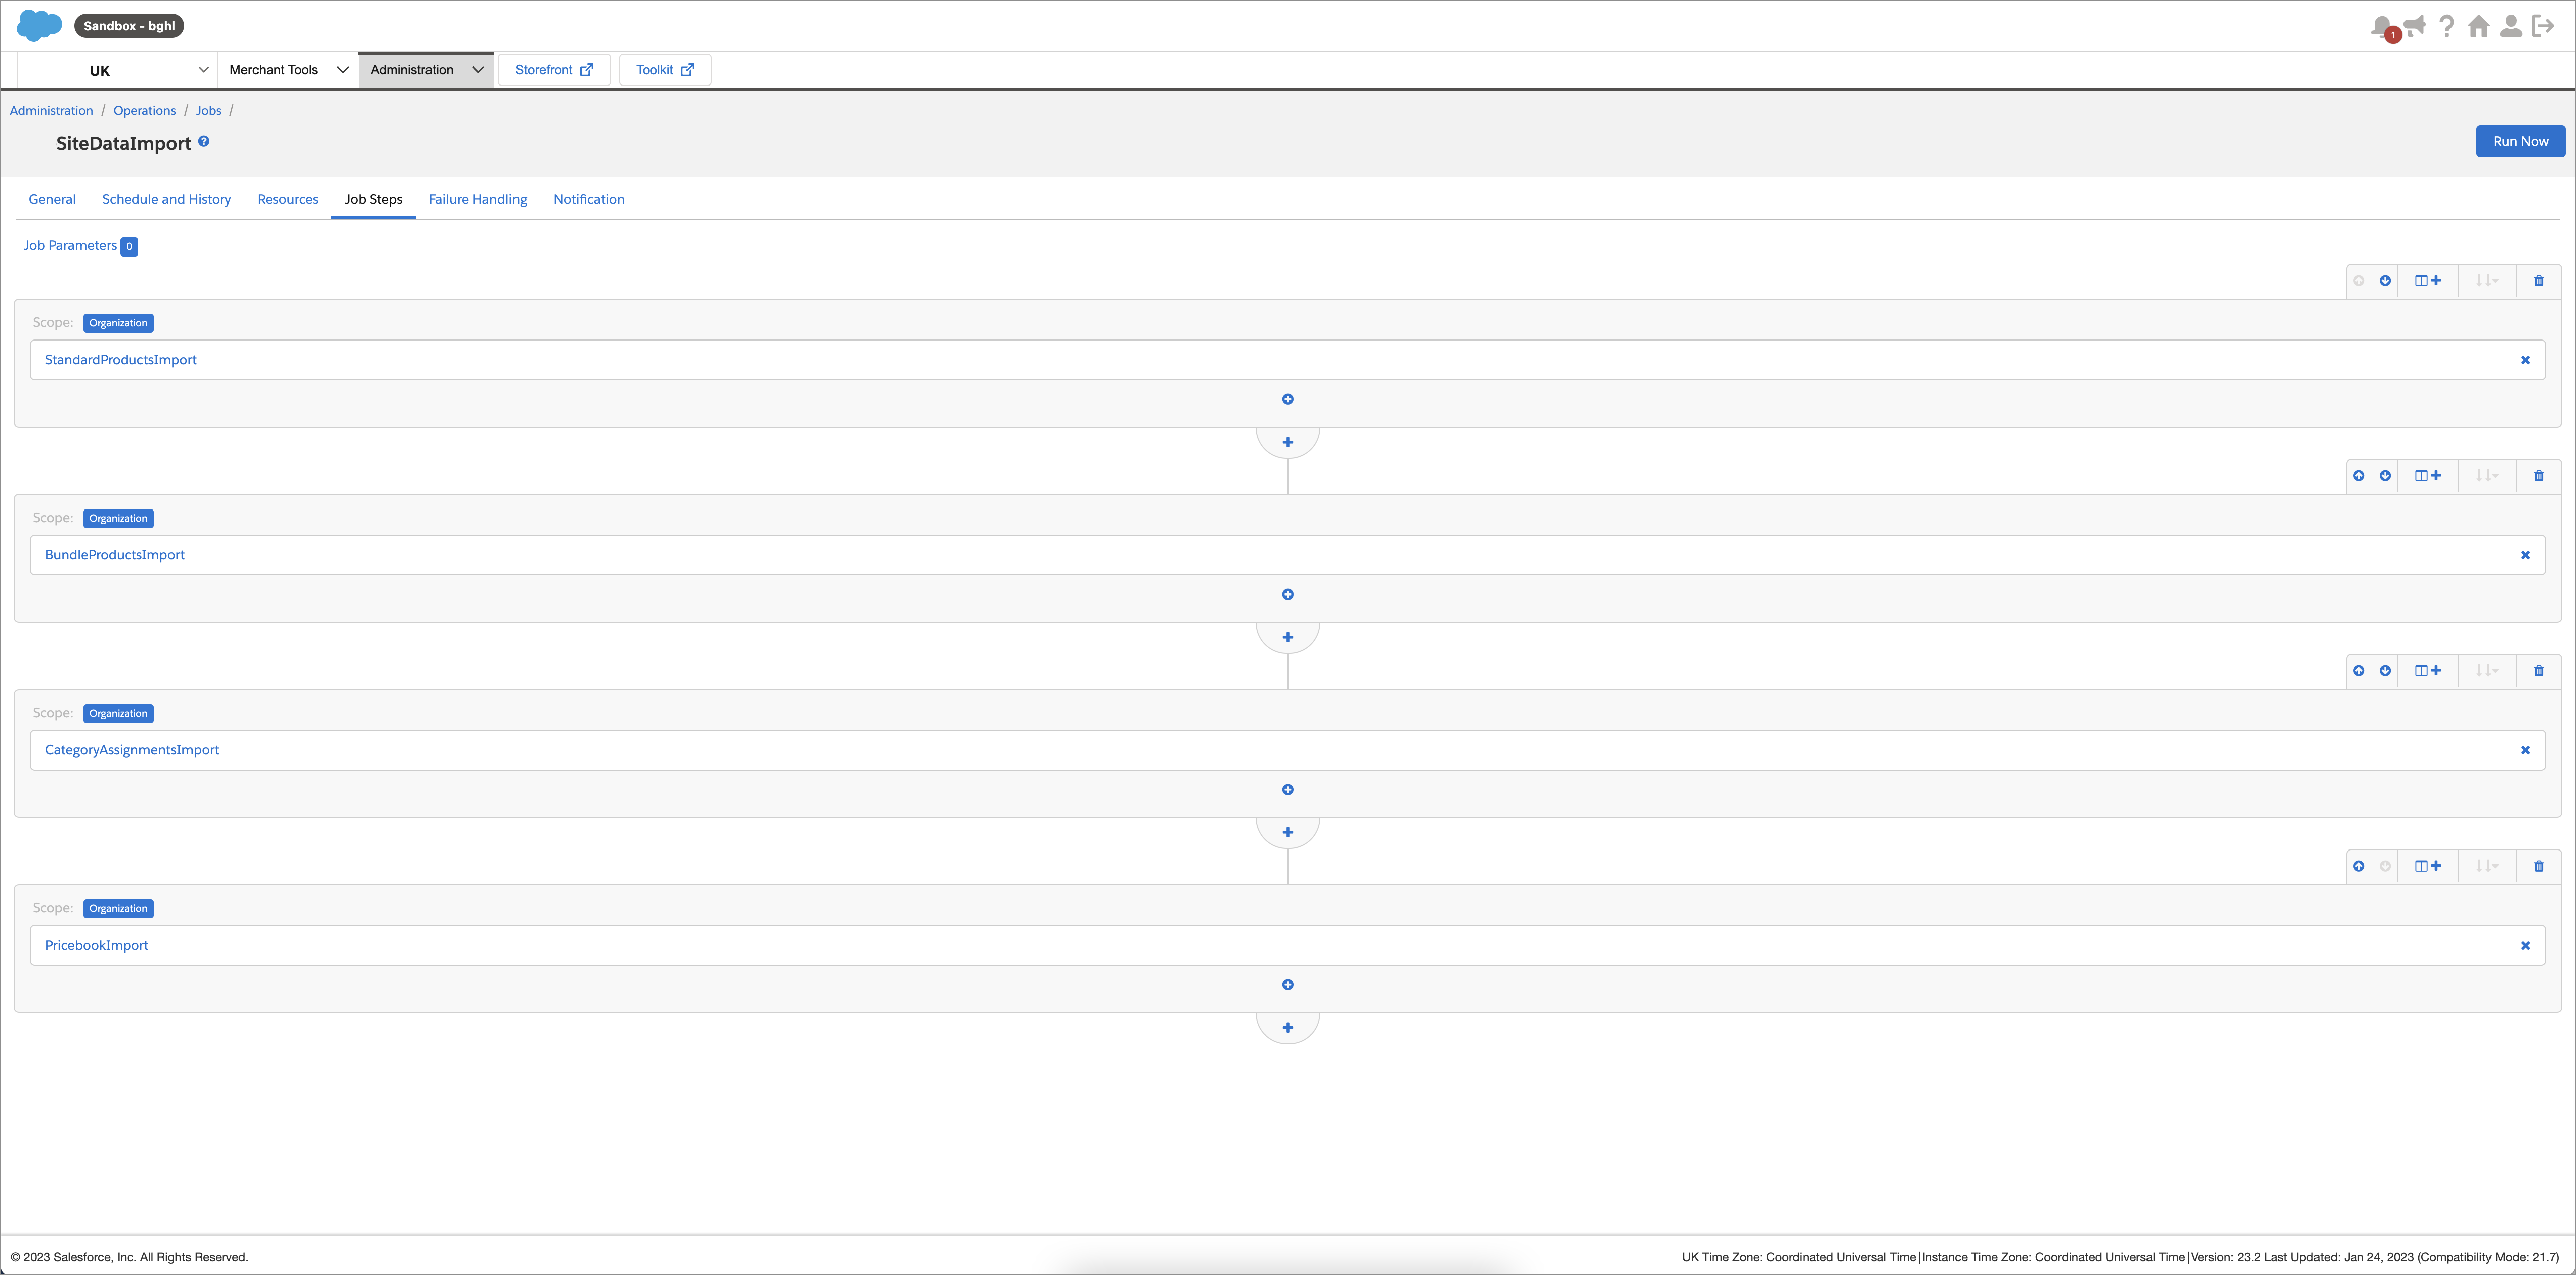 Sandbox - bghl
1
UK
Merchant Tools
Administration
Storefront
Toolkit
Administration / Operations / Jobs /
SiteDataImport
Run Now
General
Schedule and History
Resources
Job Steps
Failure Handling
Notification
Job Parameters 0
Scope: Organization
StandardProductsImport
Scope: Organization
BundleProductsImport
Scope: Organization
CategoryAssignmentsImport
Scope: Organization
PricebookImport
© 2023 Salesforce, Inc. All Rights Reserved.
UK Time Zone: Coordinated Universal Time|Instance Time Zone: Coordinated Universal Time|Version: 23.2 Last Updated: Jan 24, 2023 (Compatibility Mode: 21.7)